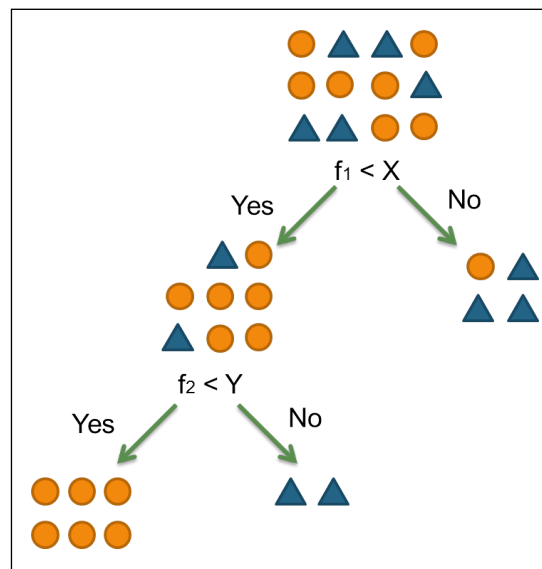 f₁ < X
Yes
No
f₂ < Y
Yes
No